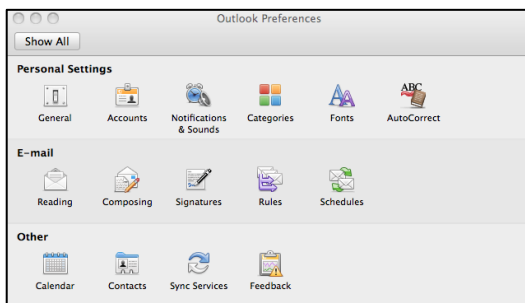 Outlook Preferences
Show All
Personal Settings
General Accounts Notifications & Sounds Categories Fonts AutoCorrect
ABC
E-mail
Reading Composing Signatures Rules Schedules
Other
Calendar Contacts Sync Services Feedback